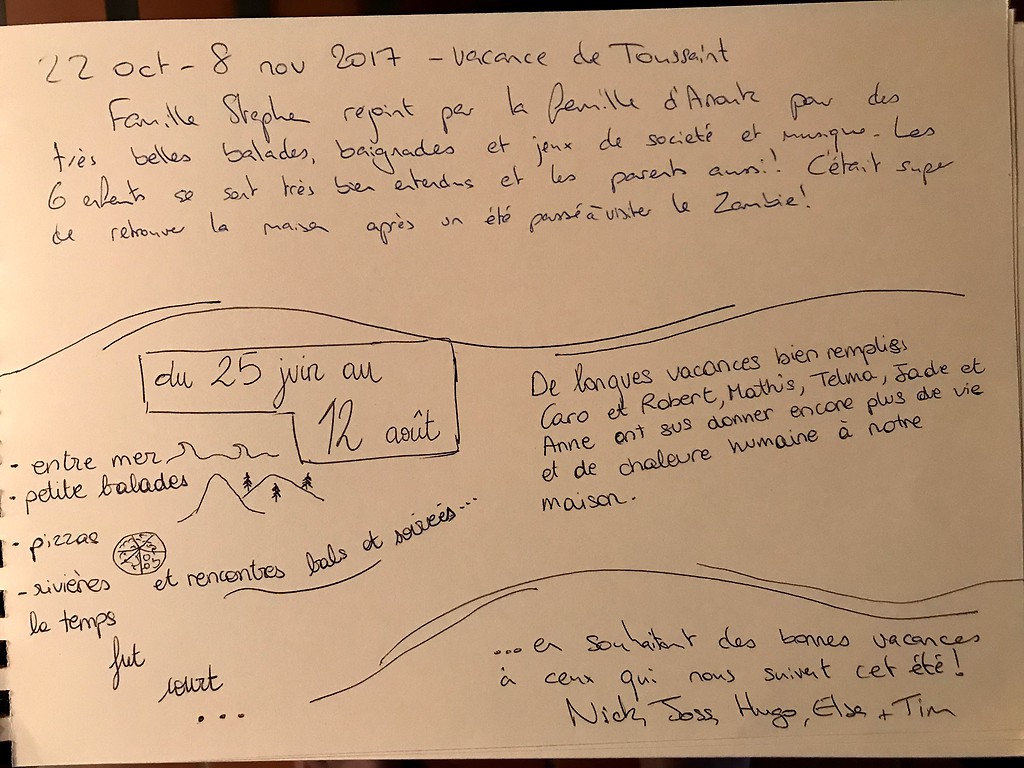 22 oct - 8 nov 2017 - vacance de Toussaint
Famille Stephen rejoint par la famille d'Anouk pour des
très belles balades, baignades et jeux de societé et musique. Les
6 enfants se sont très bien entendus et les parents aussi! C'était super
de retrouver la maison après un été passé à visiter le Zambie!
du 25 juin au
12 août
- entre mer
- petite balades
- pizzas
- rivières
et rencontres bals et soirées...
le temps
fut
court
...
De longues vacances bien remplies
Caro et Robert, Mathis, Telma, Jade et
Anne ont sus donner encore plus de vie
et de chaleure humaine à notre
maison.
... en souhaitant des bonnes vacances
à ceux qui nous suivent cet été!
Nick, Joss, Hugo, Elsa + Tim